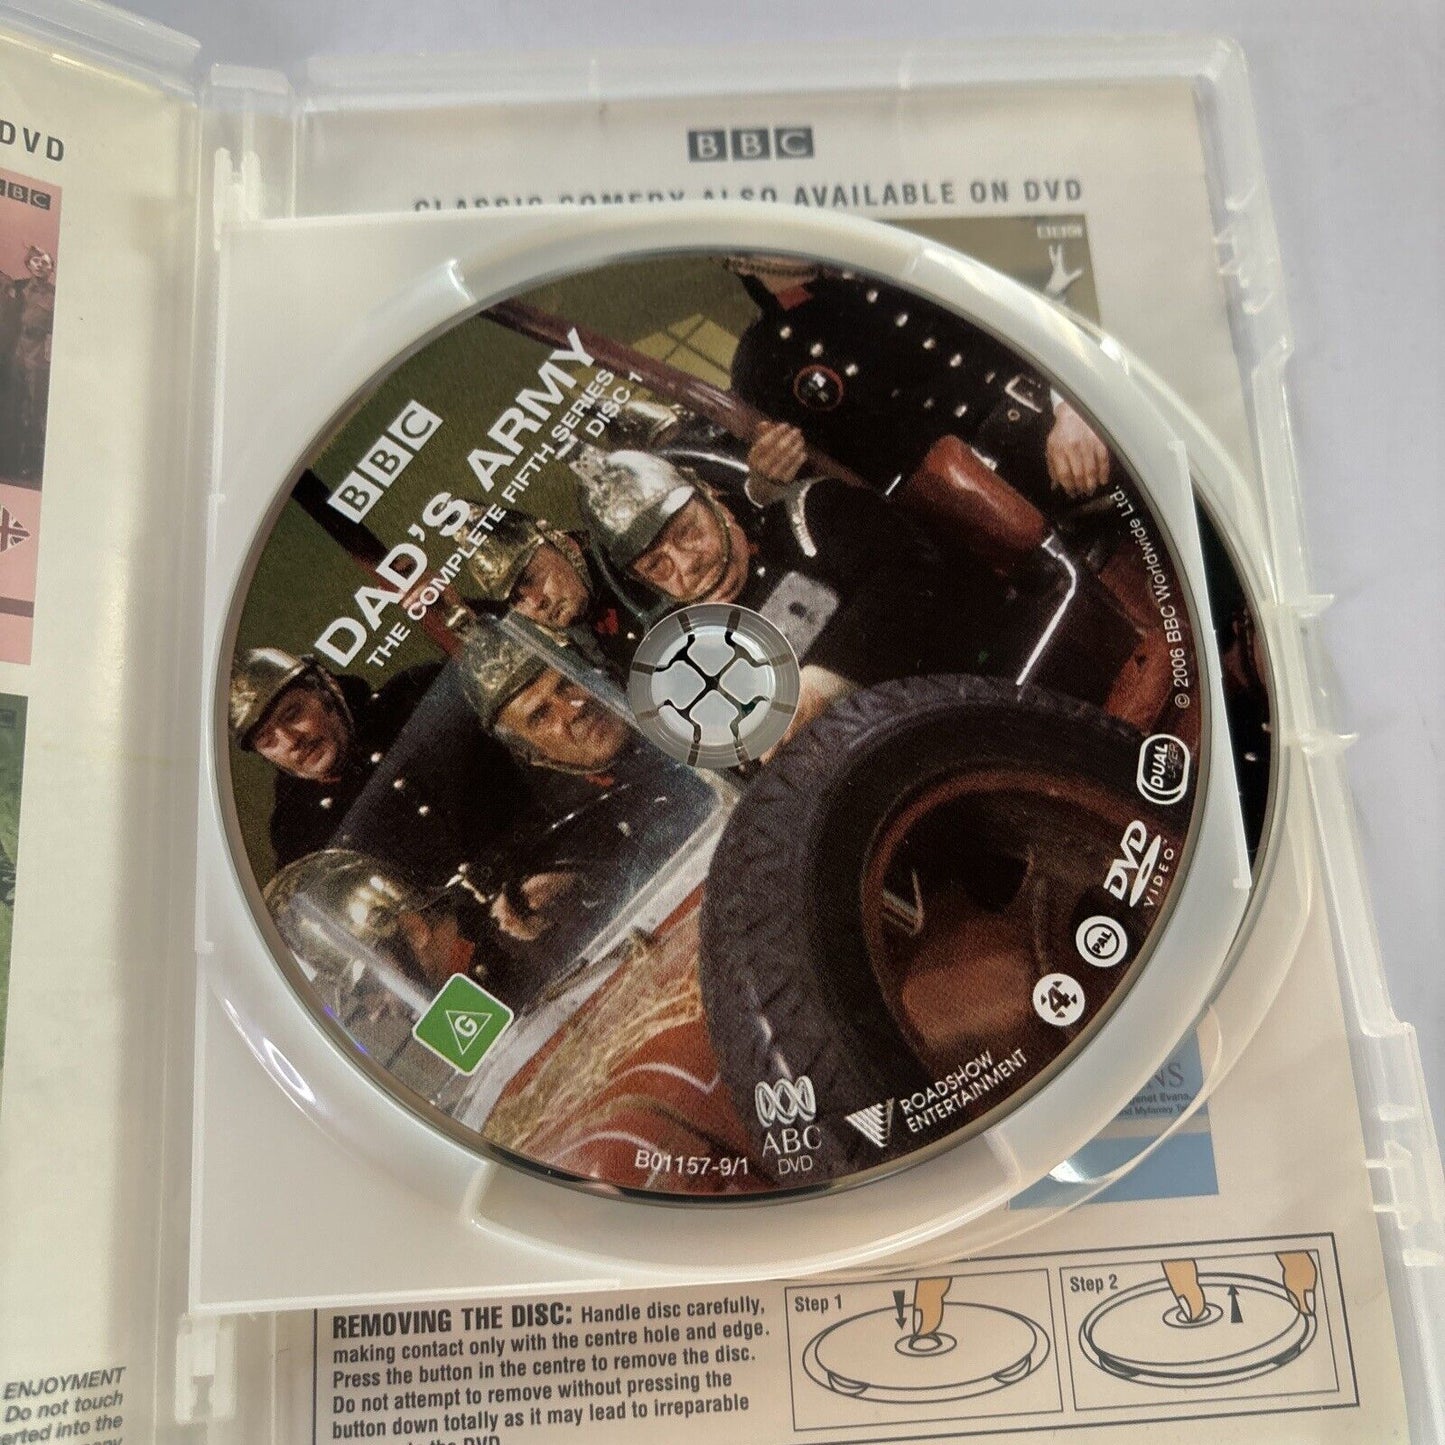 DVD
BBC
BBC
CLASSIC COMEDY ALSO AVAILABLE ON DVD
BBC
BBC
DAD'S ARMY
THE COMPLETE FIFTH SERIES
DISC 1
© 2006 BBC Worldwide Ltd.
DUAL
LAYER
DVD
VIDEO
PAL
4
G
ROADSHOW
ENTERTAINMENT
ABC
DVD
B01157-9/1
NS
REMOVING THE DISC: Handle disc carefully,
making contact only with the centre hole and edge.
Press the button in the centre to remove the disc.
Do not attempt to remove without pressing the
button down totally as it may lead to irreparable
Step 1
Step 2
ENJOYMENT
Do not touch
erted into the